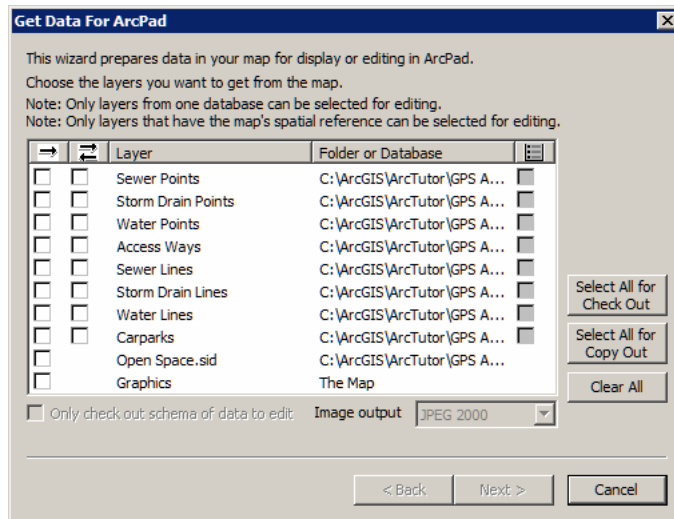 Get Data For ArcPad
This wizard prepares data in your map for display or editing in ArcPad.
Choose the layers you want to get from the map.
Note: Only layers from one database can be selected for editing.
Note: Only layers that have the map's spatial reference can be selected for editing.
Layer Folder or Database
Sewer Points C:\ArcGIS\ArcTutor\GPS A...
Storm Drain Points C:\ArcGIS\ArcTutor\GPS A...
Water Points C:\ArcGIS\ArcTutor\GPS A...
Access Ways C:\ArcGIS\ArcTutor\GPS A...
Sewer Lines C:\ArcGIS\ArcTutor\GPS A...
Storm Drain Lines C:\ArcGIS\ArcTutor\GPS A...
Water Lines C:\ArcGIS\ArcTutor\GPS A...
Carparks C:\ArcGIS\ArcTutor\GPS A...
Open Space.sid C:\ArcGIS\ArcTutor\GPS A...
Graphics The Map
Select All for
Check Out
Select All for
Copy Out
Clear All
Only check out schema of data to edit Image output JPEG 2000
< Back Next > Cancel